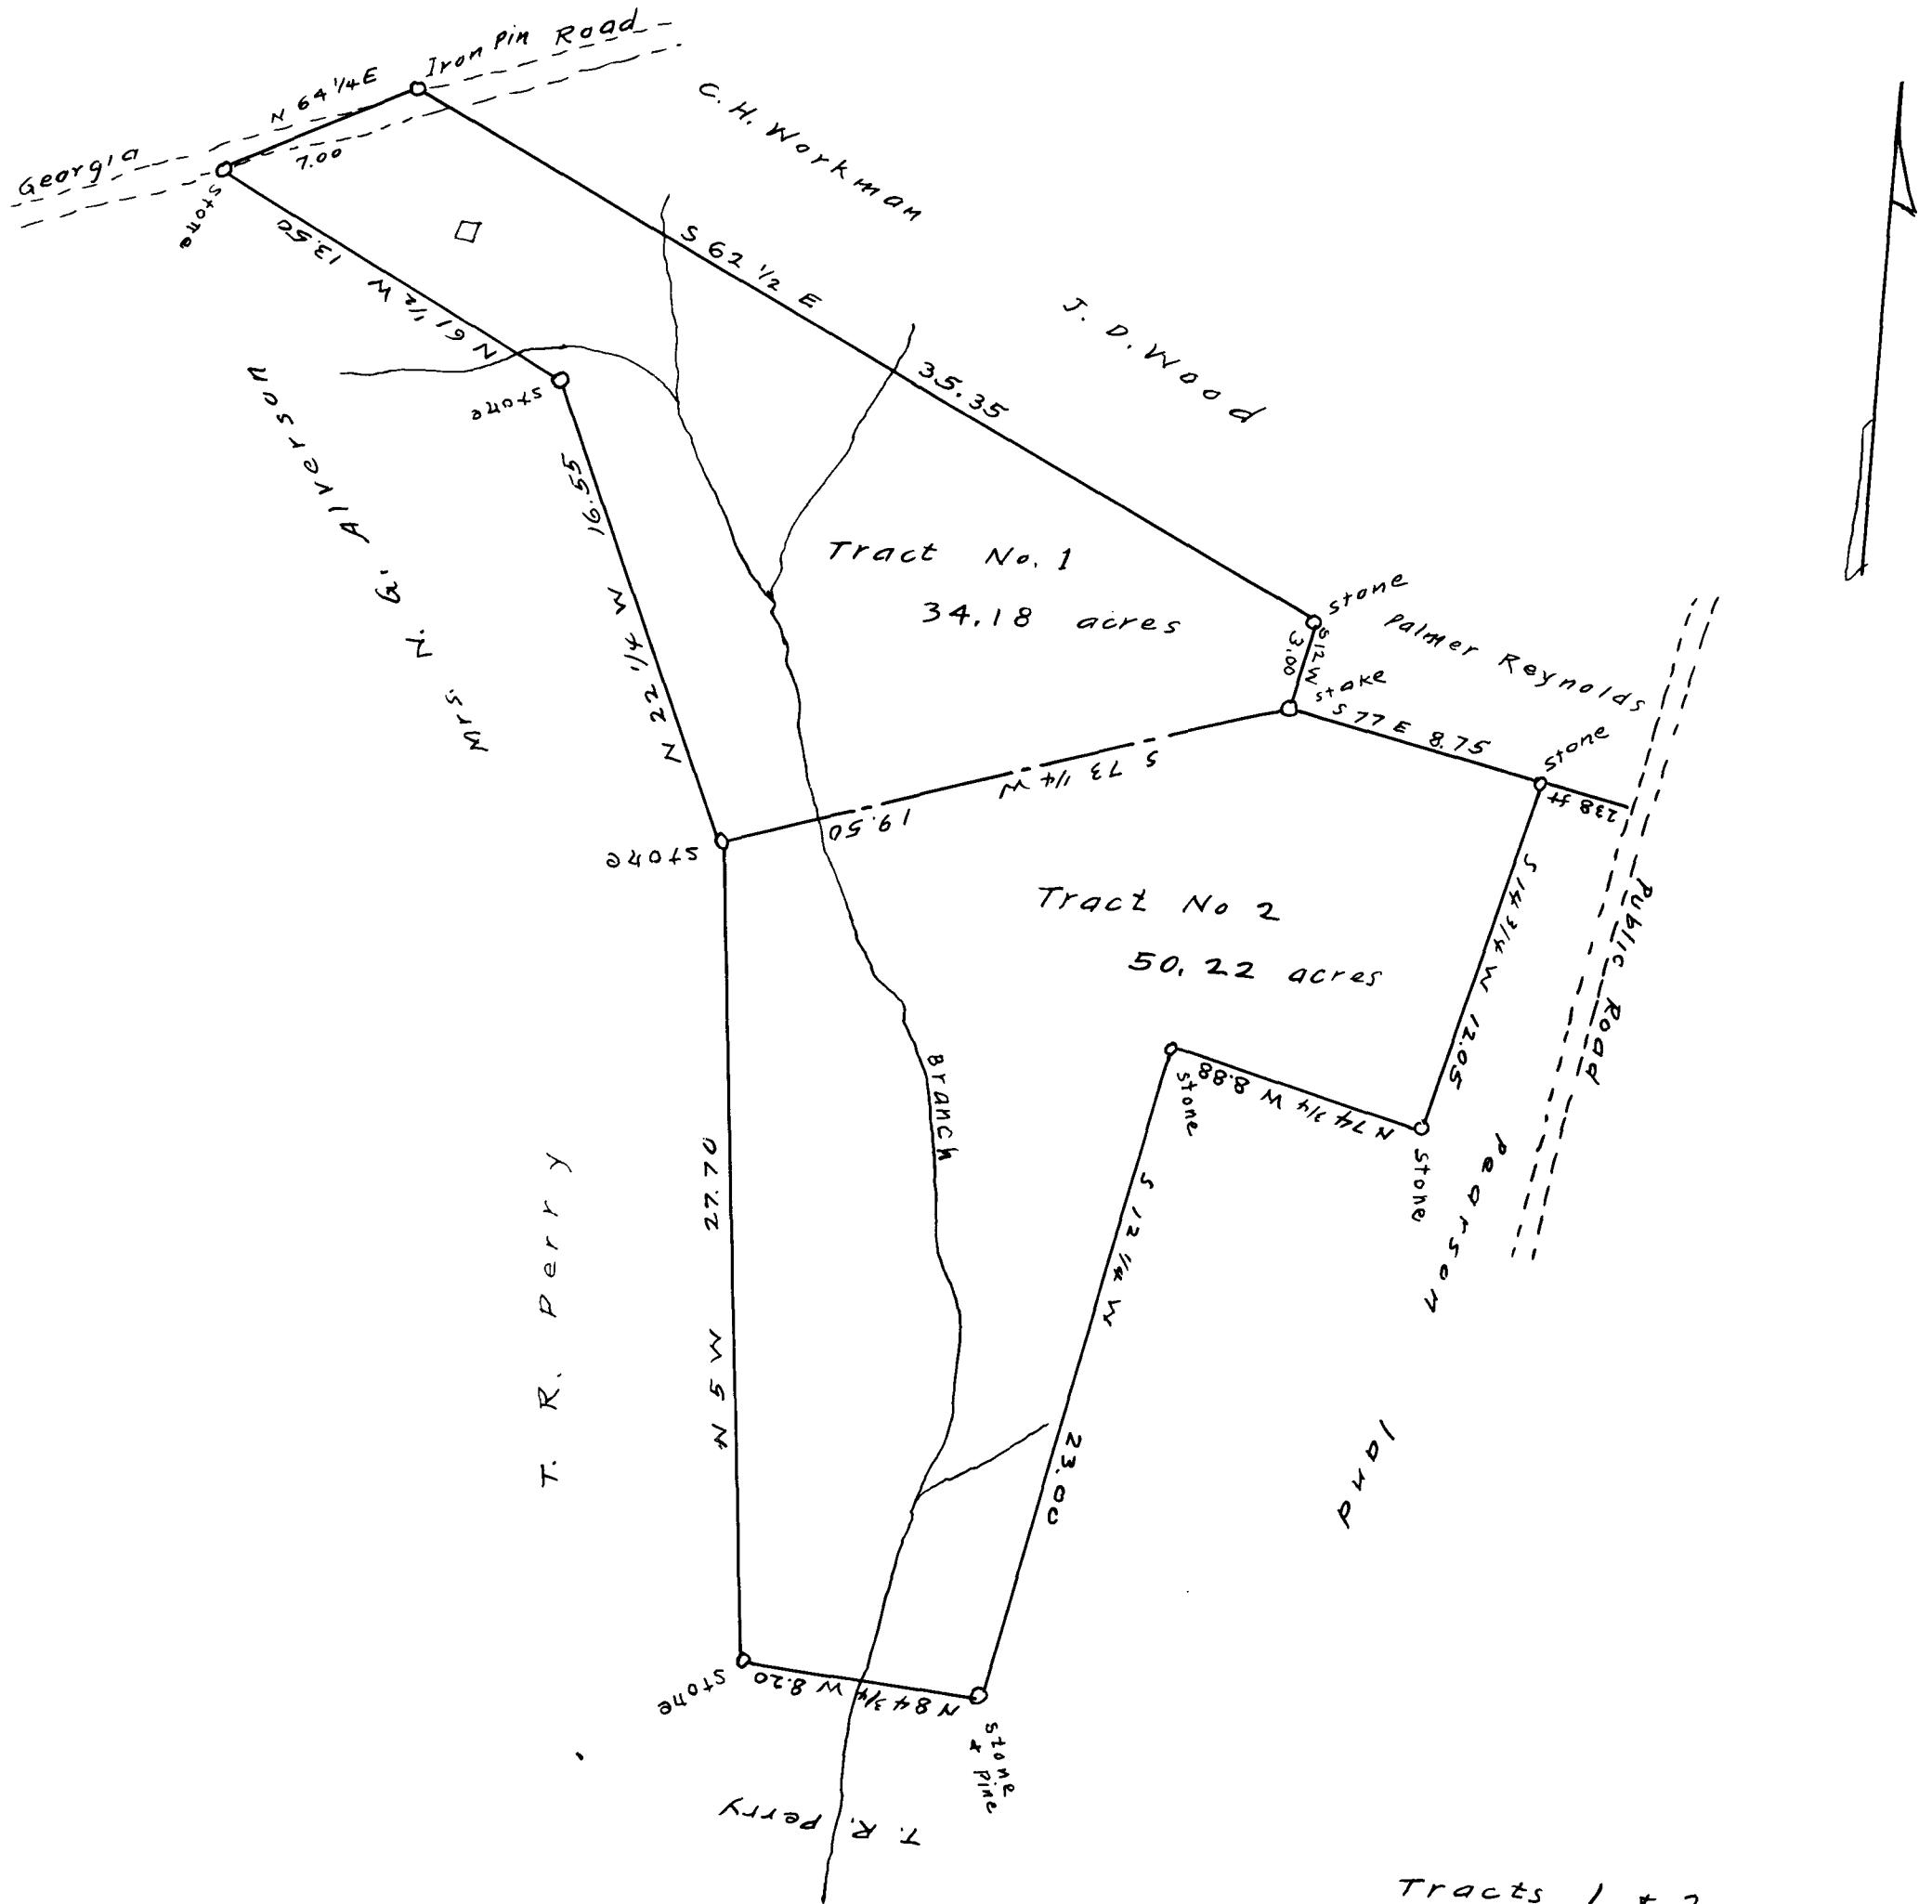 Georgia Road
Iron Pin
N 64 1/4 E
7.00
Stone
C. H. Workman
N 61 1/2 W 13.50
S 62 1/2 E 35.35
J. D. Wood
Stone
Mrs. N. B. Alverson
N 22 1/4 W 16.55
Tract No. 1
34.18 acres
Stone
S 12 W
3.00
Palmer Reynolds
Stake
S 77 E 8.75
Stone
238 ft
S 73 1/4 W 19.50
Stone
Public Road
Tract No 2
50.22 acres
S 14 3/4 W 12.05
N 74 3/4 W 8.88
Stone
Stone
Pearson land
Branch
S 12 1/4 W 23.00
T. R. Perry
N 5 W 27.70
Stone
N 84 3/4 W 8.20
Stone
& Pine
T. R. Perry
Tracts 1 & 2